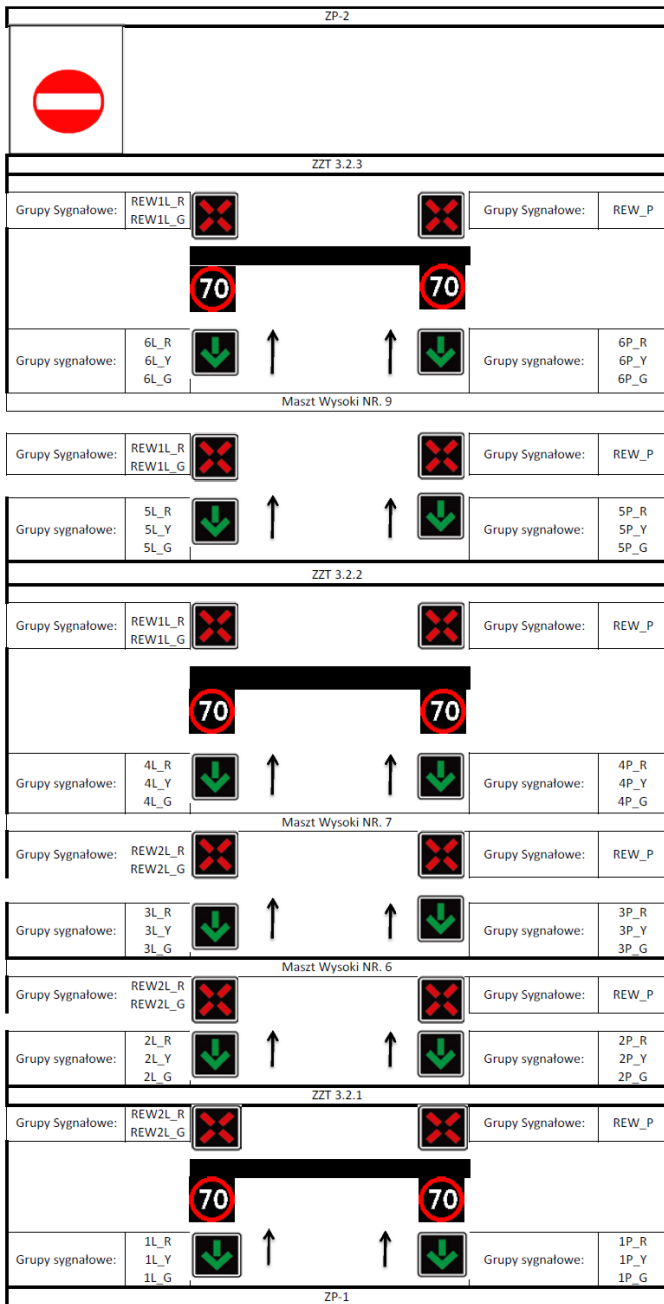 ZP-2
ZZT 3.2.3
Grupy Sygnałowe: REW1L_R Grupy Sygnałowe: REW_P
REW1L_G
70 70
6L_R 6P_R
Grupy sygnałowe: 6L_Y Grupy sygnałowe: 6P_Y
6L_G 6P_G
Maszt Wysoki NR. 9
Grupy Sygnałowe: REW1L_R Grupy Sygnałowe: REW_P
REW1L_G
5L_R 5P_R
Grupy sygnałowe: 5L_Y Grupy sygnałowe: 5P_Y
5L_G 5P_G
ZZT 3.2.2
Grupy Sygnałowe: REW1L_R Grupy Sygnałowe: REW_P
REW1L_G
70 70
4L_R 4P_R
Grupy sygnałowe: 4L_Y Grupy sygnałowe: 4P_Y
4L_G 4P_G
Maszt Wysoki NR. 7
Grupy Sygnałowe: REW2L_R Grupy Sygnałowe: REW_P
REW2L_G
3L_R 3P_R
Grupy sygnałowe: 3L_Y Grupy sygnałowe: 3P_Y
3L_G 3P_G
Maszt Wysoki NR. 6
Grupy Sygnałowe: REW2L_R Grupy Sygnałowe: REW_P
REW2L_G
2L_R 2P_R
Grupy sygnałowe: 2L_Y Grupy sygnałowe: 2P_Y
2L_G 2P_G
ZZT 3.2.1
Grupy Sygnałowe: REW2L_R Grupy Sygnałowe: REW_P
REW2L_G
70 70
1L_R 1P_R
Grupy sygnałowe: 1L_Y Grupy sygnałowe: 1P_Y
1L_G 1P_G
ZP-1